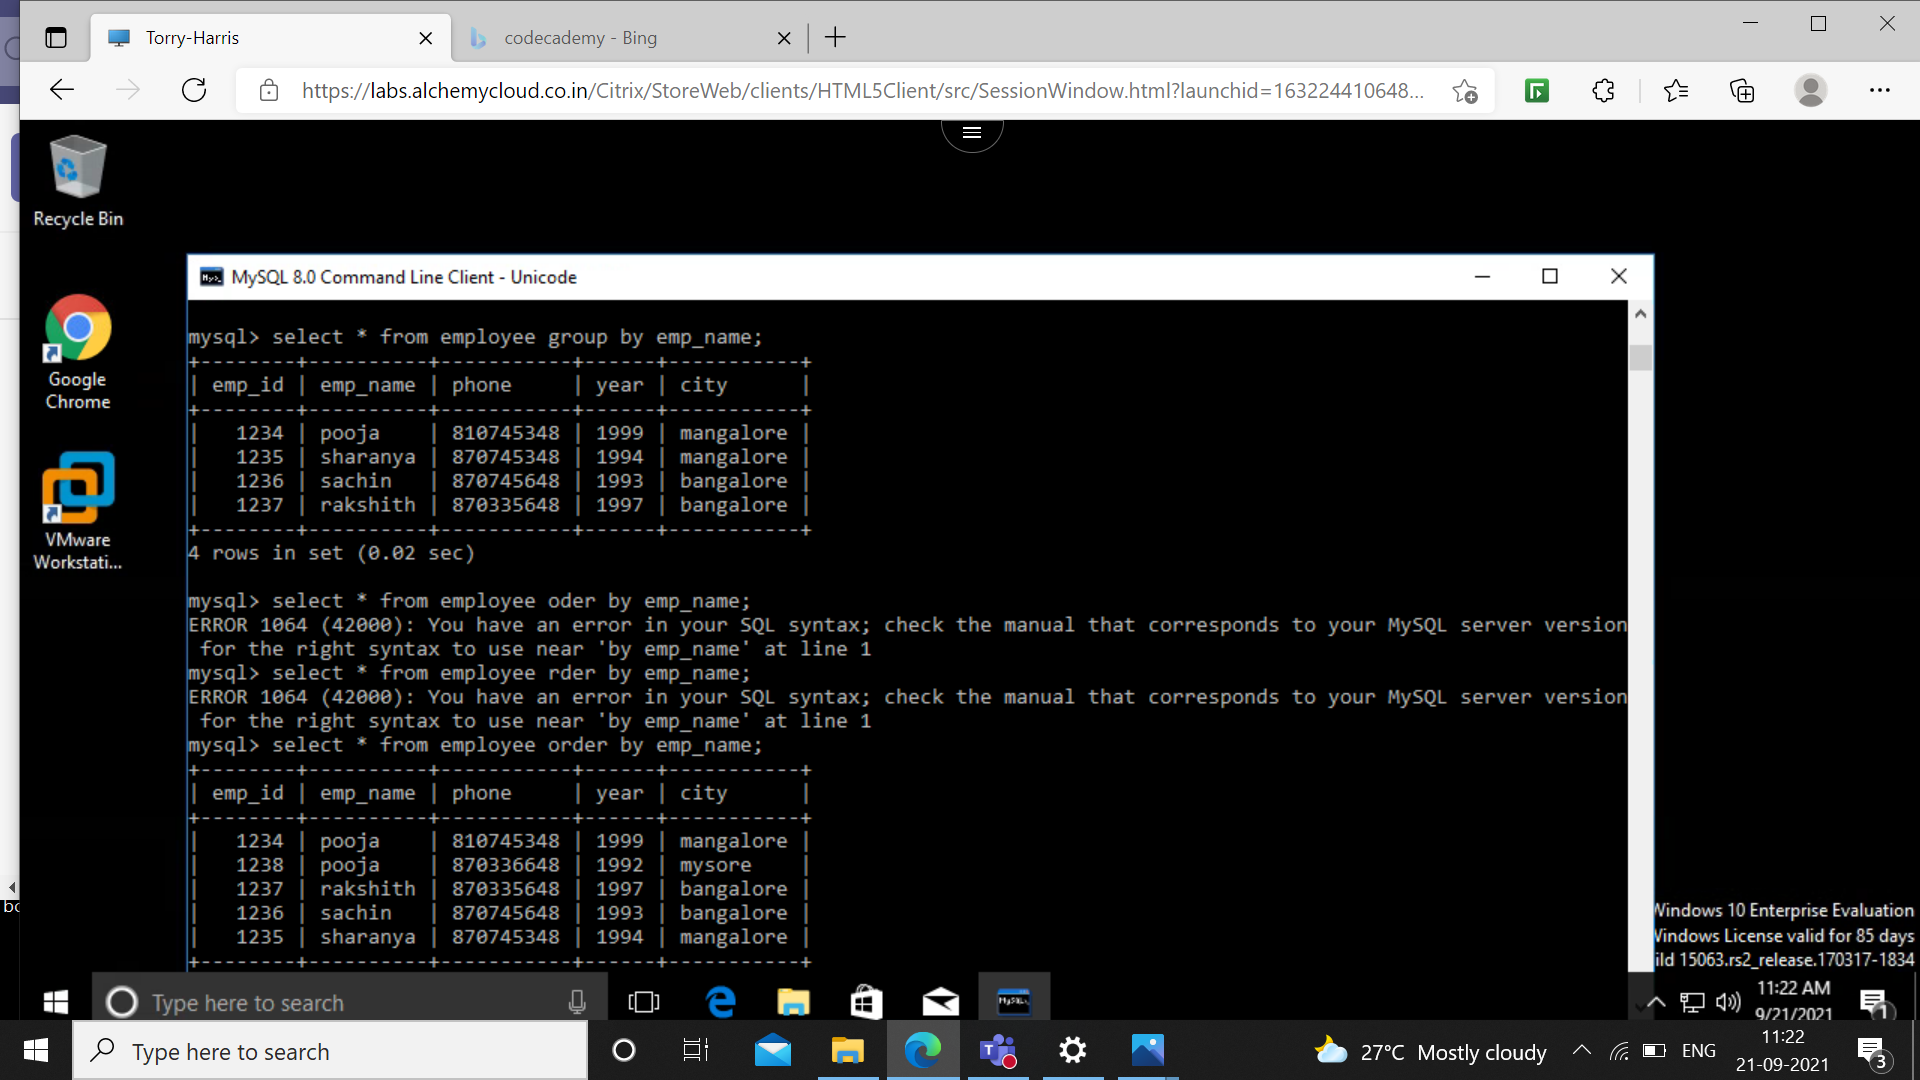 Torry-Harris
codecademy - Bing
https://labs.alchemycloud.co.in/Citrix/StoreWeb/clients/HTML5Client/src/SessionWindow.html?launchid=163224410648...
Recycle Bin
Google
Chrome
VMware
Workstati...
MySQL 8.0 Command Line Client - Unicode
mysql> select * from employee group by emp_name;
+--------+----------+-----------+------+-----------+
| emp_id | emp_name | phone     | year | city      |
+--------+----------+-----------+------+-----------+
|   1234 | pooja    | 810745348 | 1999 | mangalore |
|   1235 | sharanya | 870745348 | 1994 | mangalore |
|   1236 | sachin   | 870745648 | 1993 | bangalore |
|   1237 | rakshith | 870335648 | 1997 | bangalore |
+--------+----------+-----------+------+-----------+
4 rows in set (0.02 sec)
mysql> select * from employee oder by emp_name;
ERROR 1064 (42000): You have an error in your SQL syntax; check the manual that corresponds to your MySQL server version
 for the right syntax to use near 'by emp_name' at line 1
mysql> select * from employee rder by emp_name;
ERROR 1064 (42000): You have an error in your SQL syntax; check the manual that corresponds to your MySQL server version
 for the right syntax to use near 'by emp_name' at line 1
mysql> select * from employee order by emp_name;
+--------+----------+-----------+------+-----------+
| emp_id | emp_name | phone     | year | city      |
+--------+----------+-----------+------+-----------+
|   1234 | pooja    | 810745348 | 1999 | mangalore |
|   1238 | pooja    | 870336648 | 1992 | mysore    |
|   1237 | rakshith | 870335648 | 1997 | bangalore |
|   1236 | sachin   | 870745648 | 1993 | bangalore |
|   1235 | sharanya | 870745348 | 1994 | mangalore |
+--------+----------+-----------+------+-----------+
bc
Windows 10 Enterprise Evaluation
Windows License valid for 85 days
ild 15063.rs2_release.170317-1834
Type here to search
11:22 AM
9/21/2021
1
Type here to search
27°C Mostly cloudy
ENG
11:22
21-09-2021
3